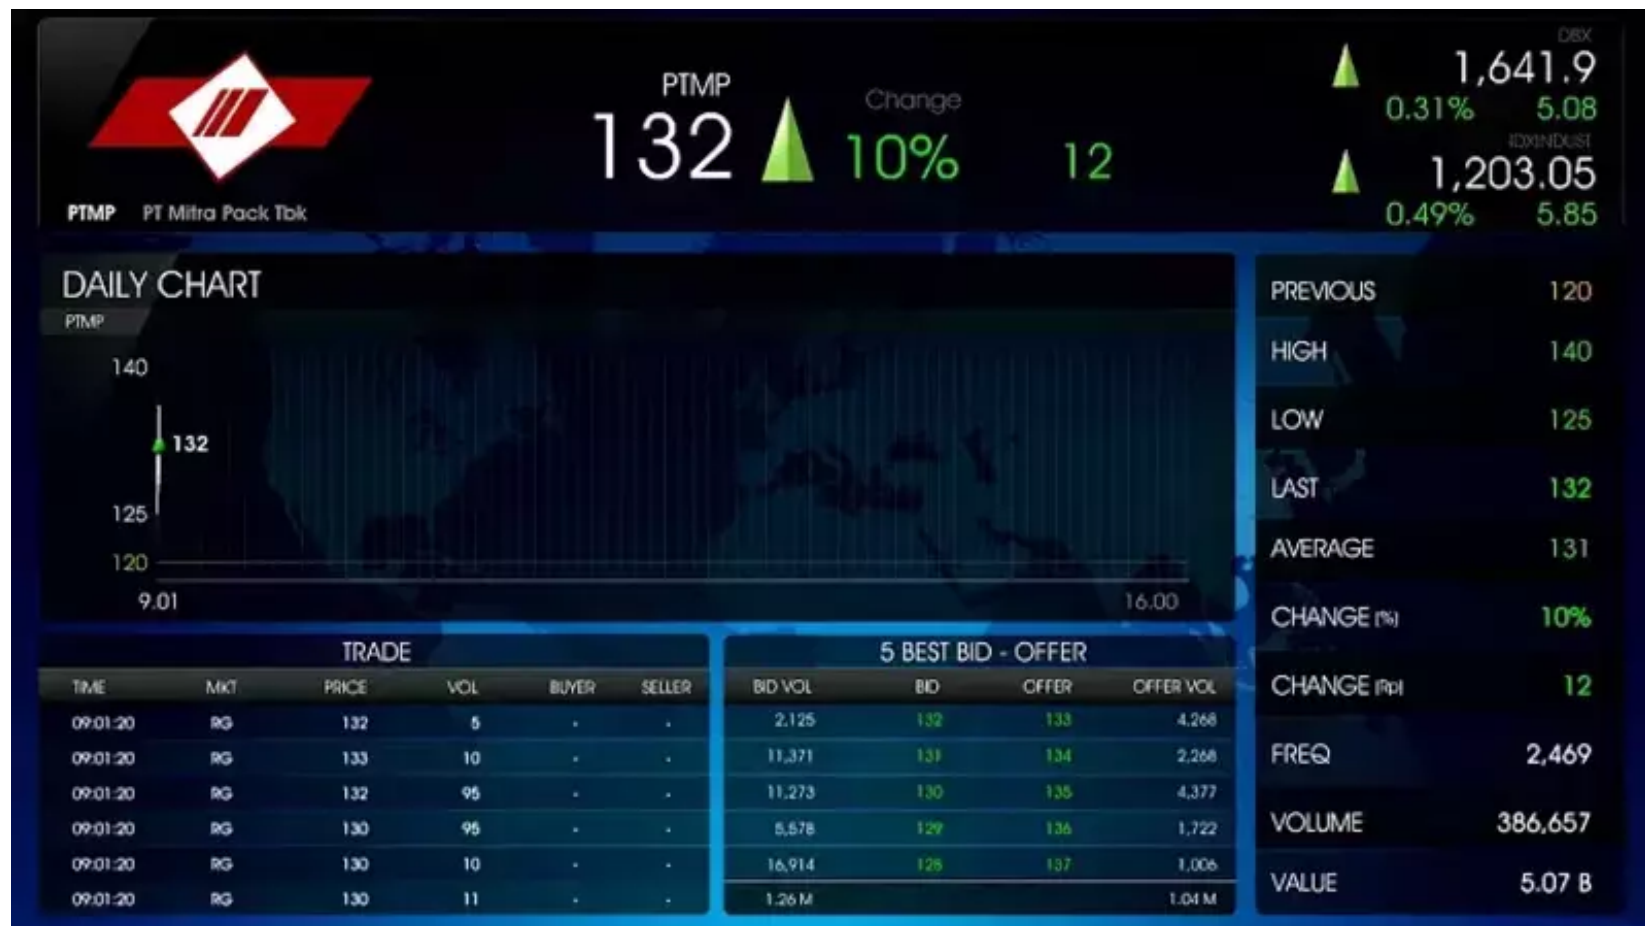 PTMP PT Mitra Pack Tbk
PTMP
132
Change
10% 12
DBX
1,641.9
0.31% 5.08
IDXINDUST
1,203.05
0.49% 5.85
DAILY CHART
PTMP
140
132
125
120
9.01 16.00
TRADE
TIME MKT PRICE VOL BUYER SELLER
09:01:20 RG 132 5 - -
09:01:20 RG 133 10 - -
09:01:20 RG 132 95 - -
09:01:20 RG 130 95 - -
09:01:20 RG 130 10 - -
09:01:20 RG 130 11 - -
5 BEST BID - OFFER
BID VOL BID OFFER OFFER VOL
2,125 132 133 4,268
11,371 131 134 2,268
11,273 130 135 4,377
5,578 129 136 1,722
16,914 128 137 1,006
1.26 M 1.04 M
PREVIOUS 120
HIGH 140
LOW 125
LAST 132
AVERAGE 131
CHANGE (%) 10%
CHANGE (Rp) 12
FREQ 2,469
VOLUME 386,657
VALUE 5.07 B